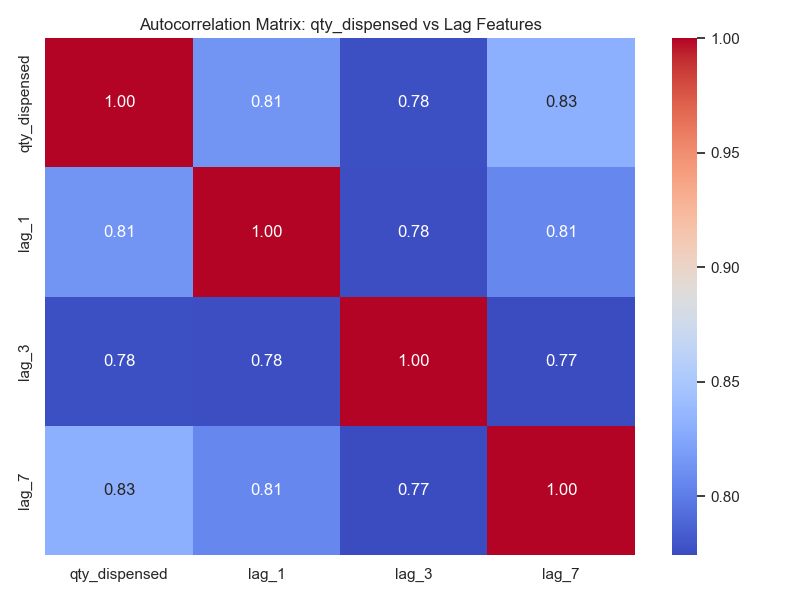 Autocorrelation Matrix: qty_dispensed vs Lag Features
qty_dispensed 1.00 0.81 0.78 0.83
lag_1 0.81 1.00 0.78 0.81
lag_3 0.78 0.78 1.00 0.77
lag_7 0.83 0.81 0.77 1.00
qty_dispensed lag_1 lag_3 lag_7
1.00
0.95
0.90
0.85
0.80